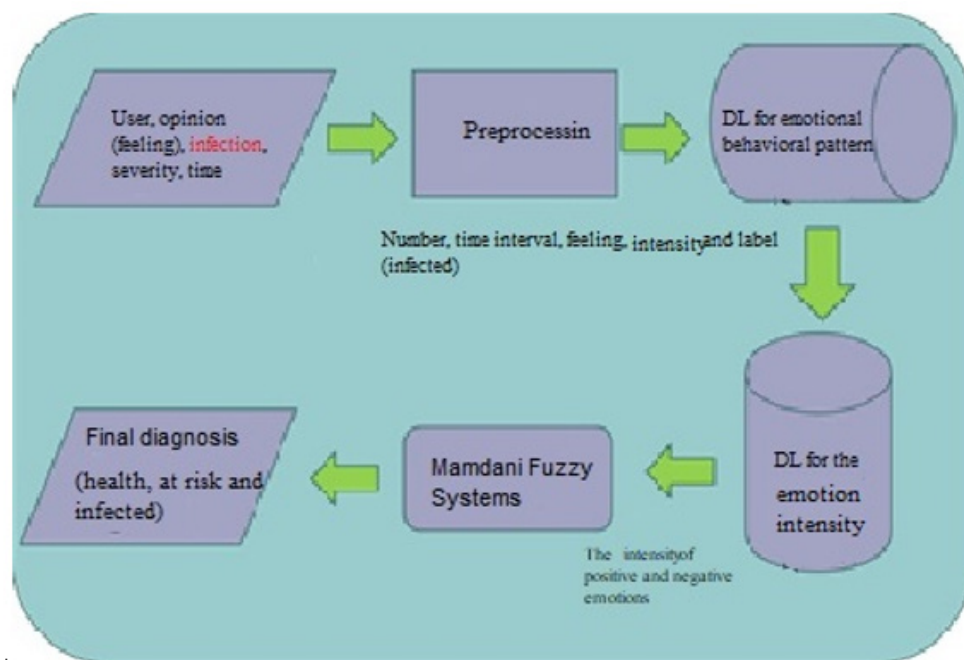 User, opinion
(feeling), infection,
severity, time
Preprocessin
DL for emotional
behavioral pattern
Number, time interval, feeling, intensity and label
(infected)
DL for the
emotion
intensity
The intensityof
positive and negative
emotions
Mamdani Fuzzy
Systems
Final diagnosis
(health, at risk and
infected)